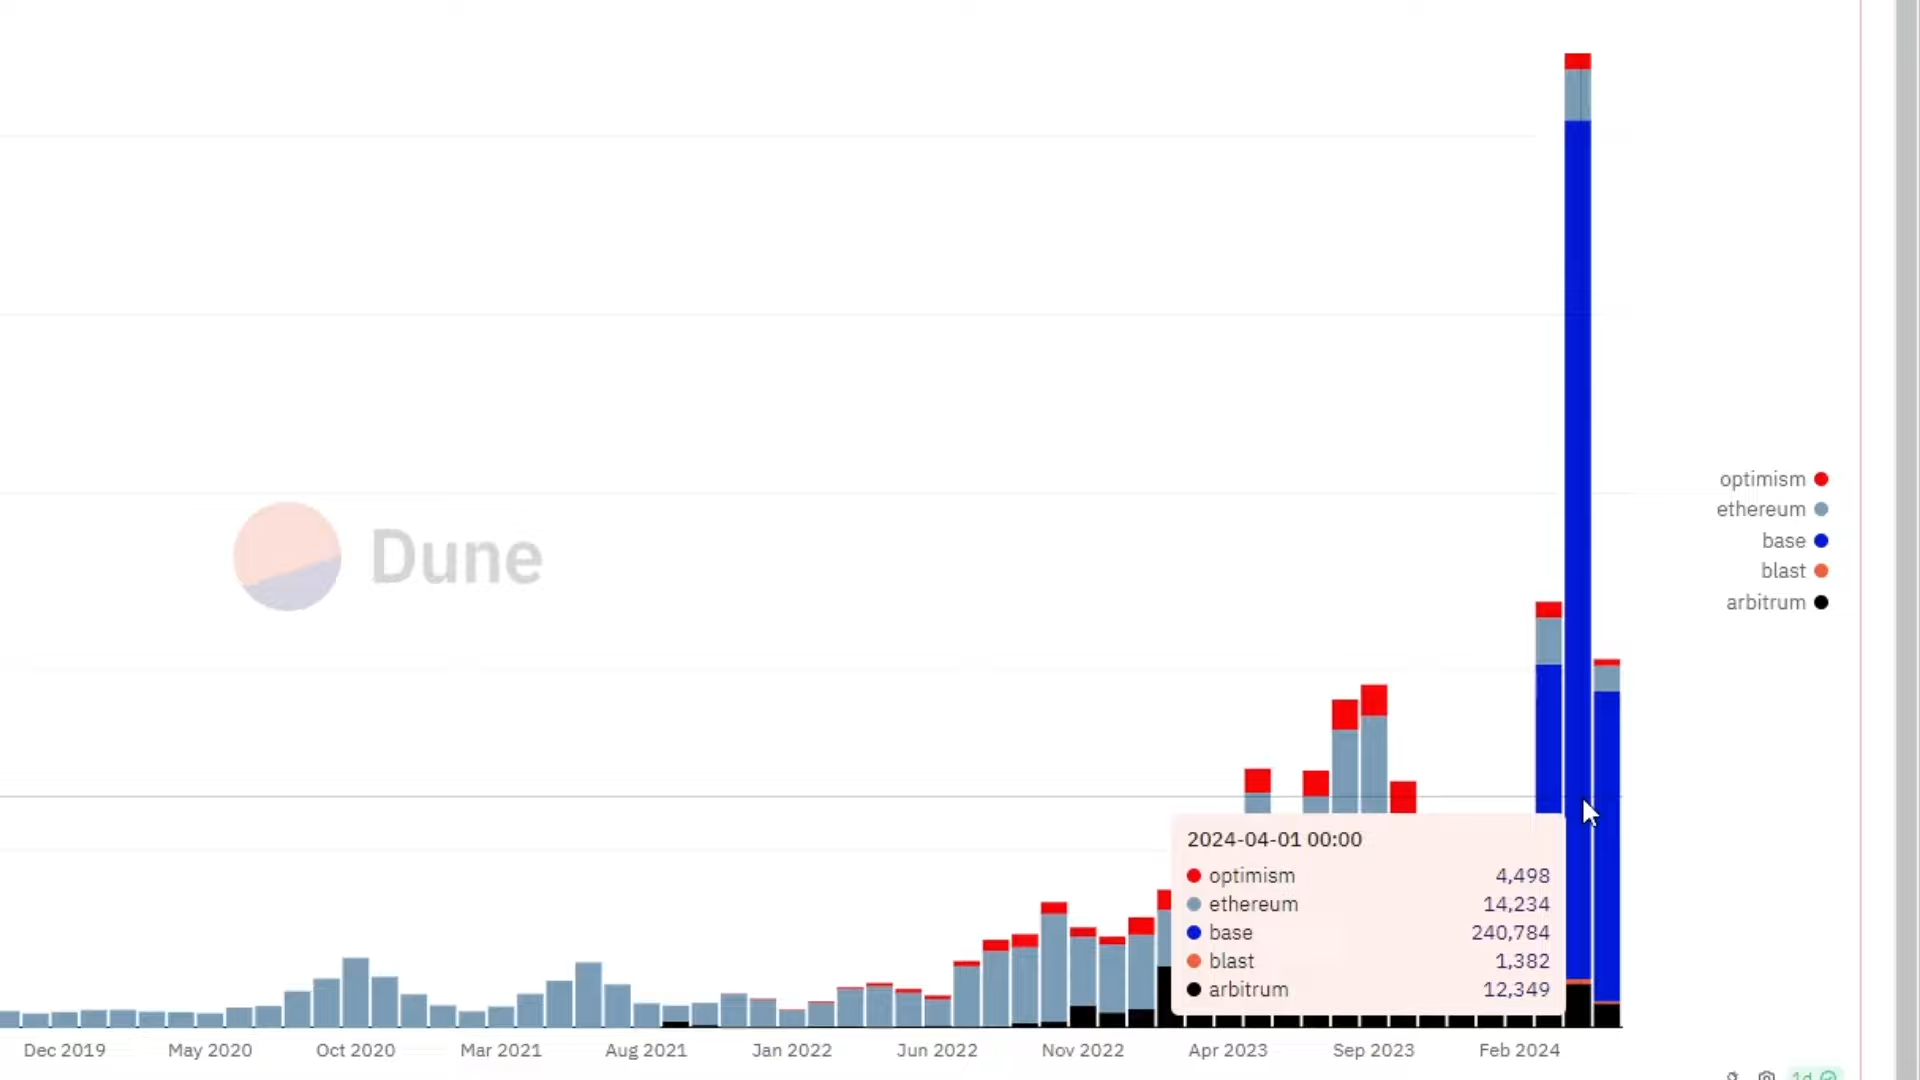 optimism
ethereum
base
blast
arbitrum
Dune
2024-04-01 00:00
optimism 4,498
ethereum 14,234
base 240,784
blast 1,382
arbitrum 12,349
Dec 2019 May 2020 Oct 2020 Mar 2021 Aug 2021 Jan 2022 Jun 2022 Nov 2022 Apr 2023 Sep 2023 Feb 2024
1d